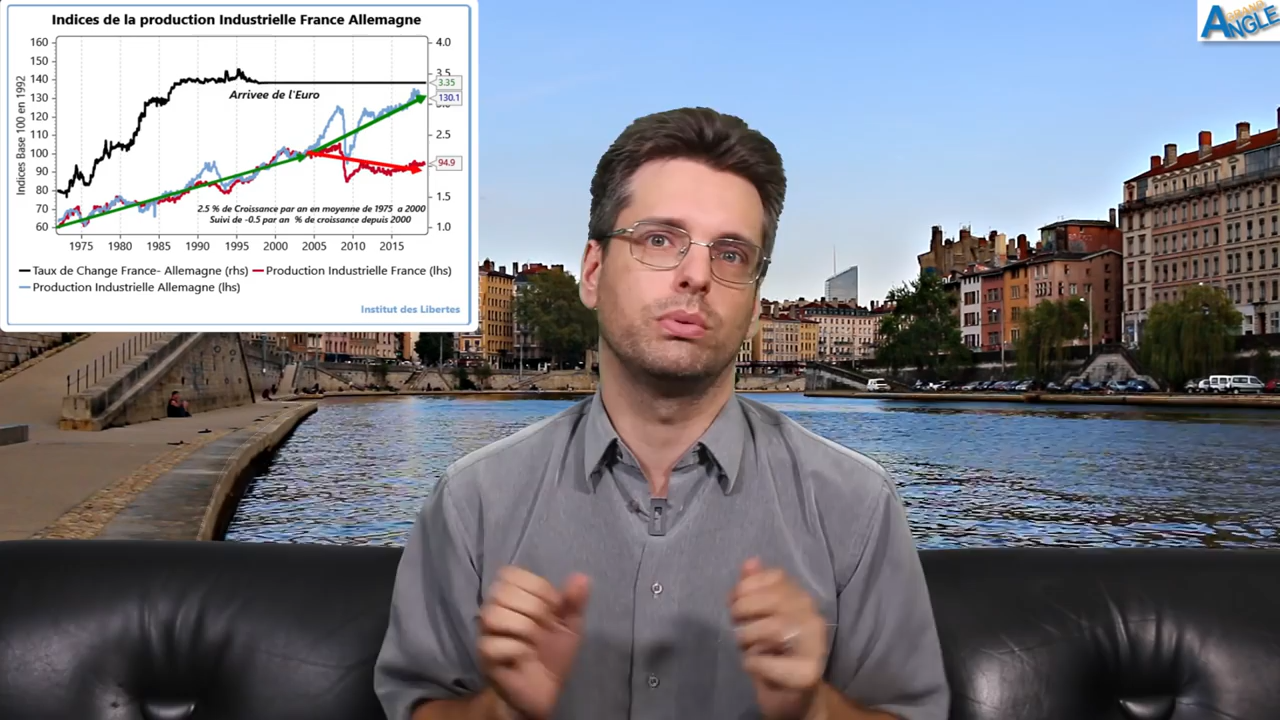 Indices de la production Industrielle France Allemagne
160
150
140
130
120
110
100
90
80
70
60
Indices Base 100 en 1992
4.0
3.5
3.35
130.1
2.5
94.9
1.5
1.0
Arrivee de l'Euro
2.5 % de Croissance par an en moyenne de 1975 a 2000
Suivi de -0.5 par an % de croissance depuis 2000
1975 1980 1985 1990 1995 2000 2005 2010 2015
Taux de Change France- Allemagne (rhs) Production Industrielle France (lhs)
Production Industrielle Allemagne (lhs)
Institut des Libertes
GRAND
ANGLE